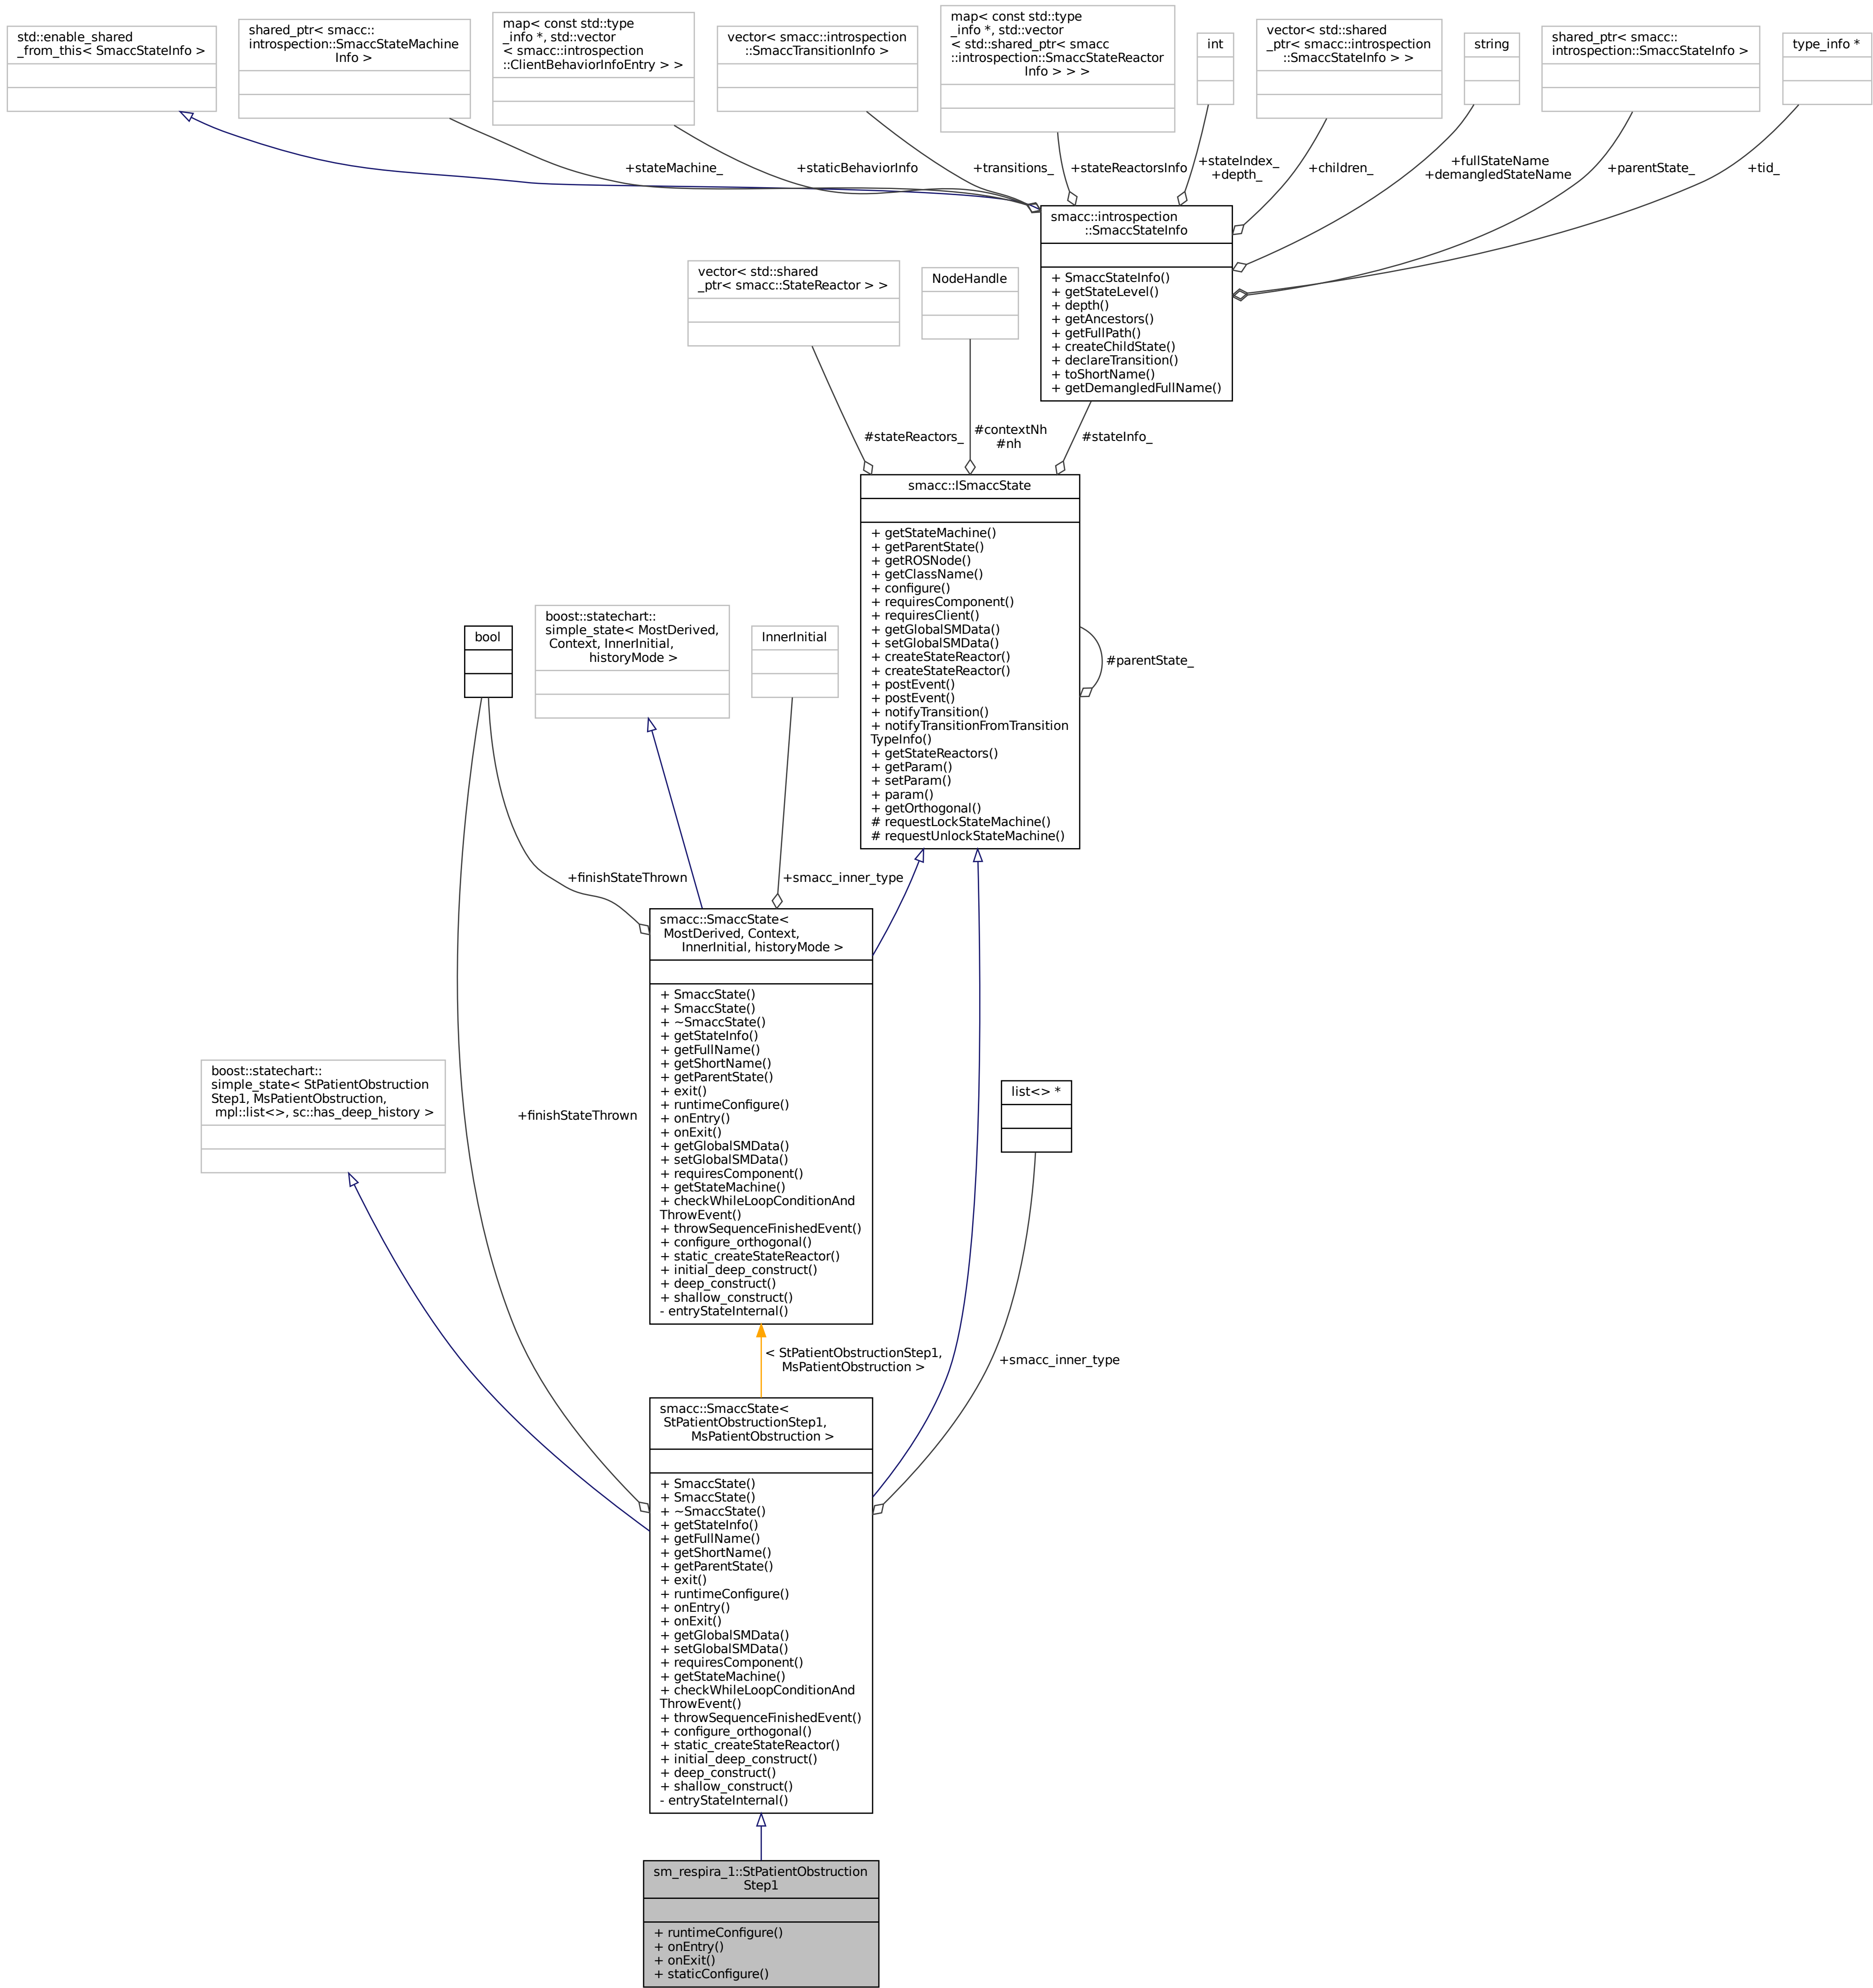 std::enable_shared
_from_this< SmaccStateInfo >
shared_ptr< smacc::
introspection::SmaccStateMachine
Info >
map< const std::type
_info *, std::vector
< smacc::introspection
::ClientBehaviorInfoEntry > >
vector< smacc::introspection
::SmaccTransitionInfo >
map< const std::type
_info *, std::vector
< std::shared_ptr< smacc
::introspection::SmaccStateReactor
Info > > >
int
vector< std::shared
_ptr< smacc::introspection
::SmaccStateInfo > >
string
shared_ptr< smacc::
introspection::SmaccStateInfo >
type_info *
+stateMachine_
+staticBehaviorInfo
+transitions_
+stateReactorsInfo
+stateIndex_
+depth_
+children_
+fullStateName
+demangledStateName
+parentState_
+tid_
smacc::introspection
::SmaccStateInfo
+ SmaccStateInfo()
+ getStateLevel()
+ depth()
+ getAncestors()
+ getFullPath()
+ createChildState()
+ declareTransition()
+ toShortName()
+ getDemangledFullName()
vector< std::shared
_ptr< smacc::StateReactor > >
NodeHandle
#stateReactors_
#contextNh
#nh
#stateInfo_
smacc::ISmaccState
+ getStateMachine()
+ getParentState()
+ getROSNode()
+ getClassName()
+ configure()
+ requiresComponent()
+ requiresClient()
+ getGlobalSMData()
+ setGlobalSMData()
+ createStateReactor()
+ createStateReactor()
+ postEvent()
+ postEvent()
+ notifyTransition()
+ notifyTransitionFromTransition
TypeInfo()
+ getStateReactors()
+ getParam()
+ setParam()
+ param()
+ getOrthogonal()
# requestLockStateMachine()
# requestUnlockStateMachine()
#parentState_
bool
boost::statechart::
simple_state< MostDerived,
Context, InnerInitial,
historyMode >
InnerInitial
+finishStateThrown
+smacc_inner_type
smacc::SmaccState<
MostDerived, Context,
InnerInitial, historyMode >
+ SmaccState()
+ SmaccState()
+ ~SmaccState()
+ getStateInfo()
+ getFullName()
+ getShortName()
+ getParentState()
+ exit()
+ runtimeConfigure()
+ onEntry()
+ onExit()
+ getGlobalSMData()
+ setGlobalSMData()
+ requiresComponent()
+ getStateMachine()
+ checkWhileLoopConditionAnd
ThrowEvent()
+ throwSequenceFinishedEvent()
+ configure_orthogonal()
+ static_createStateReactor()
+ initial_deep_construct()
+ deep_construct()
+ shallow_construct()
- entryStateInternal()
boost::statechart::
simple_state< StPatientObstruction
Step1, MsPatientObstruction,
mpl::list<>, sc::has_deep_history >
+finishStateThrown
list<> *
< StPatientObstructionStep1,
MsPatientObstruction >
+smacc_inner_type
smacc::SmaccState<
StPatientObstructionStep1,
MsPatientObstruction >
+ SmaccState()
+ SmaccState()
+ ~SmaccState()
+ getStateInfo()
+ getFullName()
+ getShortName()
+ getParentState()
+ exit()
+ runtimeConfigure()
+ onEntry()
+ onExit()
+ getGlobalSMData()
+ setGlobalSMData()
+ requiresComponent()
+ getStateMachine()
+ checkWhileLoopConditionAnd
ThrowEvent()
+ throwSequenceFinishedEvent()
+ configure_orthogonal()
+ static_createStateReactor()
+ initial_deep_construct()
+ deep_construct()
+ shallow_construct()
- entryStateInternal()
sm_respira_1::StPatientObstruction
Step1
+ runtimeConfigure()
+ onEntry()
+ onExit()
+ staticConfigure()